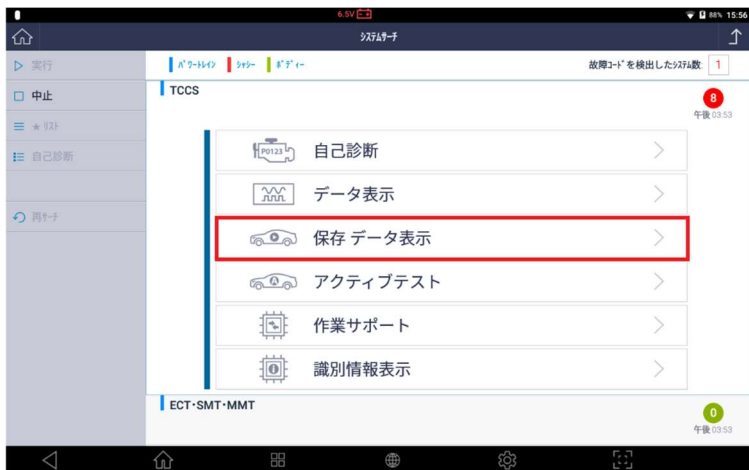 6.5V
88% 15:56
システムサーチ
実行
パワートレイン シャシー ボディー
故障コードを検出したシステム数 1
中止
TCCS
8
午後 03:53
★リスト
P0123
自己診断
自己診断
データ表示
保存 データ表示
再サーチ
アクティブテスト
作業サポート
識別情報表示
ECT・SMT・MMT
0
午後 03:53